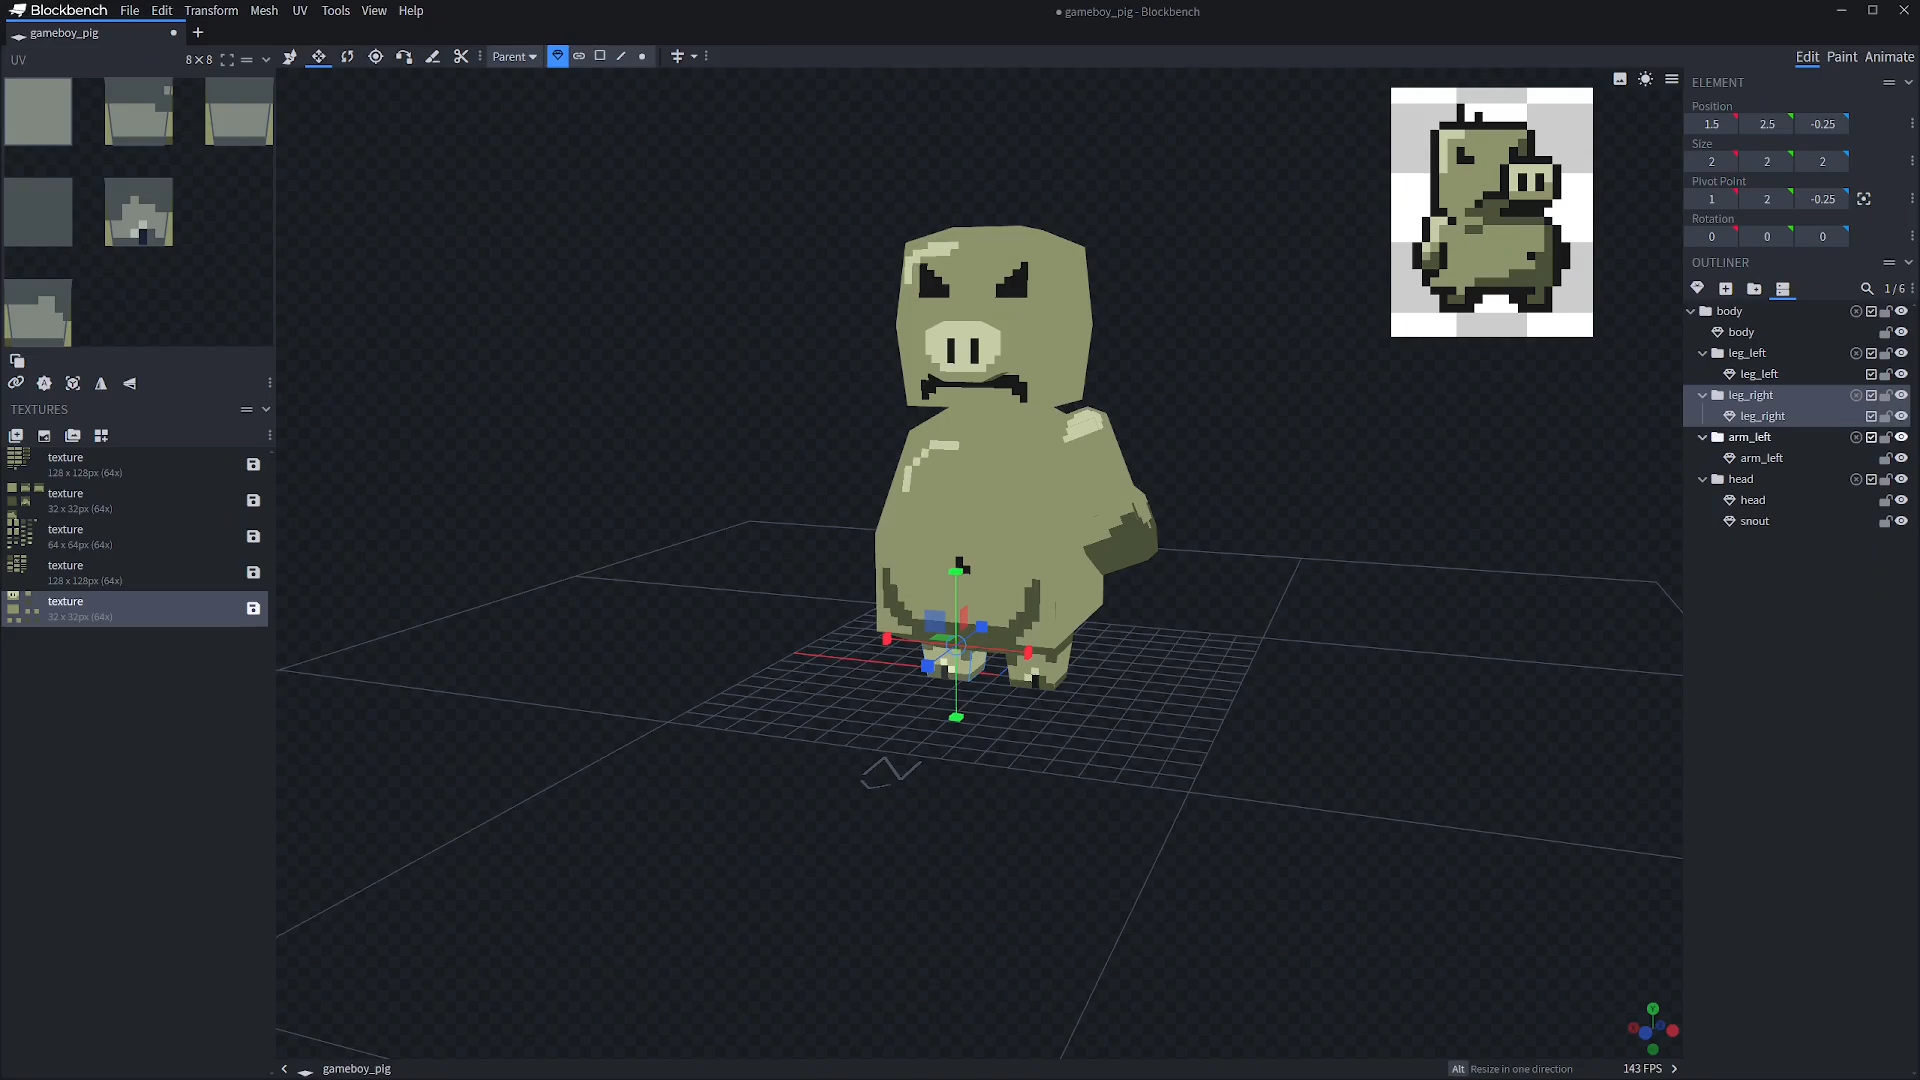 Blockbench File Edit Transform Mesh UV Tools View Help
gameboy_pig - Blockbench
gameboy_pig
UV
8×8
Parent
Edit Paint Animate
ELEMENT
Position
1.5 2.5 -0.25
Size
2 2 2
Pivot Point
1 2 -0.25
Rotation
0 0 0
OUTLINER
1/6
body
body
leg_left
leg_left
leg_right
leg_right
arm_left
arm_left
head
head
snout
TEXTURES
texture
128 x 128px (64x)
texture
32 x 32px (64x)
texture
64 x 64px (64x)
texture
128 x 128px (64x)
texture
32 x 32px (64x)
gameboy_pig
Alt Resize in one direction
143 FPS